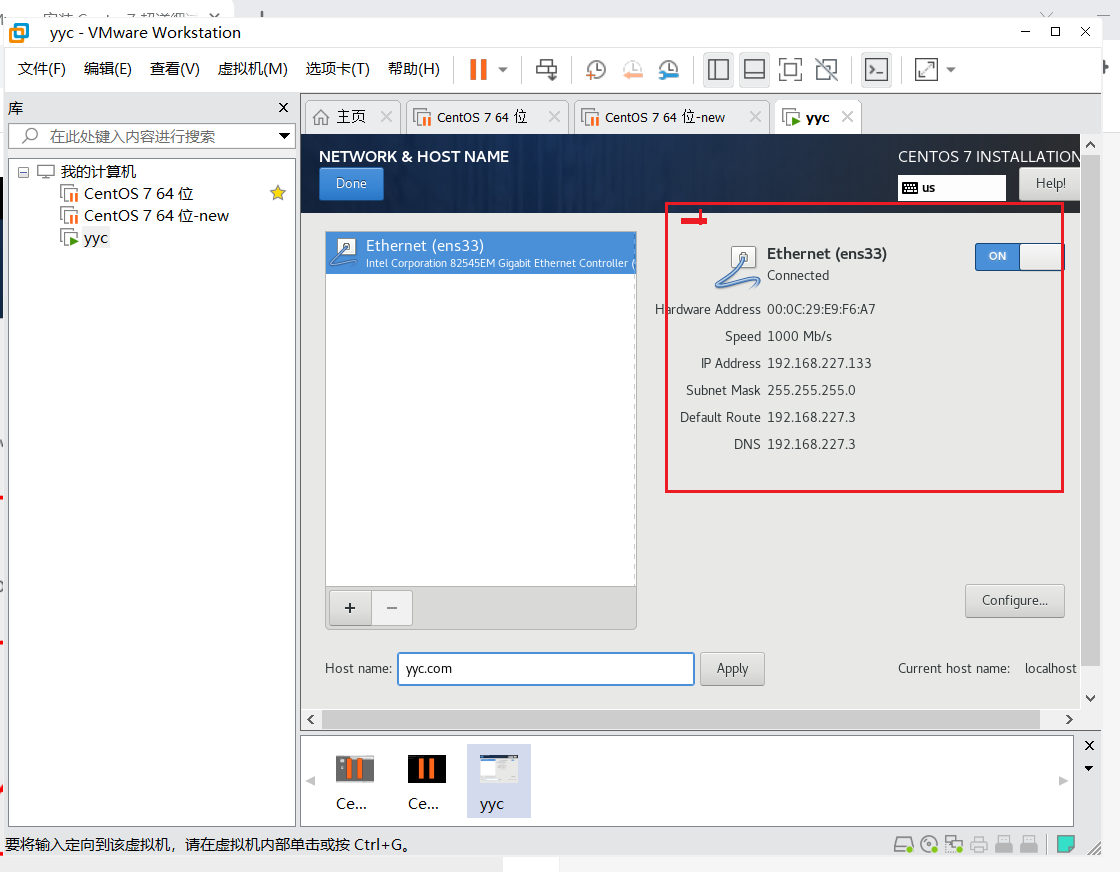 yyc - VMware Workstation
文件(F) 编辑(E) 查看(V) 虚拟机(M) 选项卡(T) 帮助(H)
库
在此处键入内容进行搜索
我的计算机
CentOS 7 64 位
CentOS 7 64 位-new
yyc
主页 CentOS 7 64 位 CentOS 7 64 位-new yyc
NETWORK & HOST NAME
Done
CENTOS 7 INSTALLATION
us
Help!
Ethernet (ens33)
Intel Corporation 82545EM Gigabit Ethernet Controller (
Ethernet (ens33)
Connected
ON
Hardware Address 00:0C:29:E9:F6:A7
Speed 1000 Mb/s
IP Address 192.168.227.133
Subnet Mask 255.255.255.0
Default Route 192.168.227.3
DNS 192.168.227.3
+ −
Configure...
Host name: yyc.com Apply Current host name: localhost
Ce... Ce... yyc
要将输入定向到该虚拟机，请在虚拟机内部单击或按 Ctrl+G。